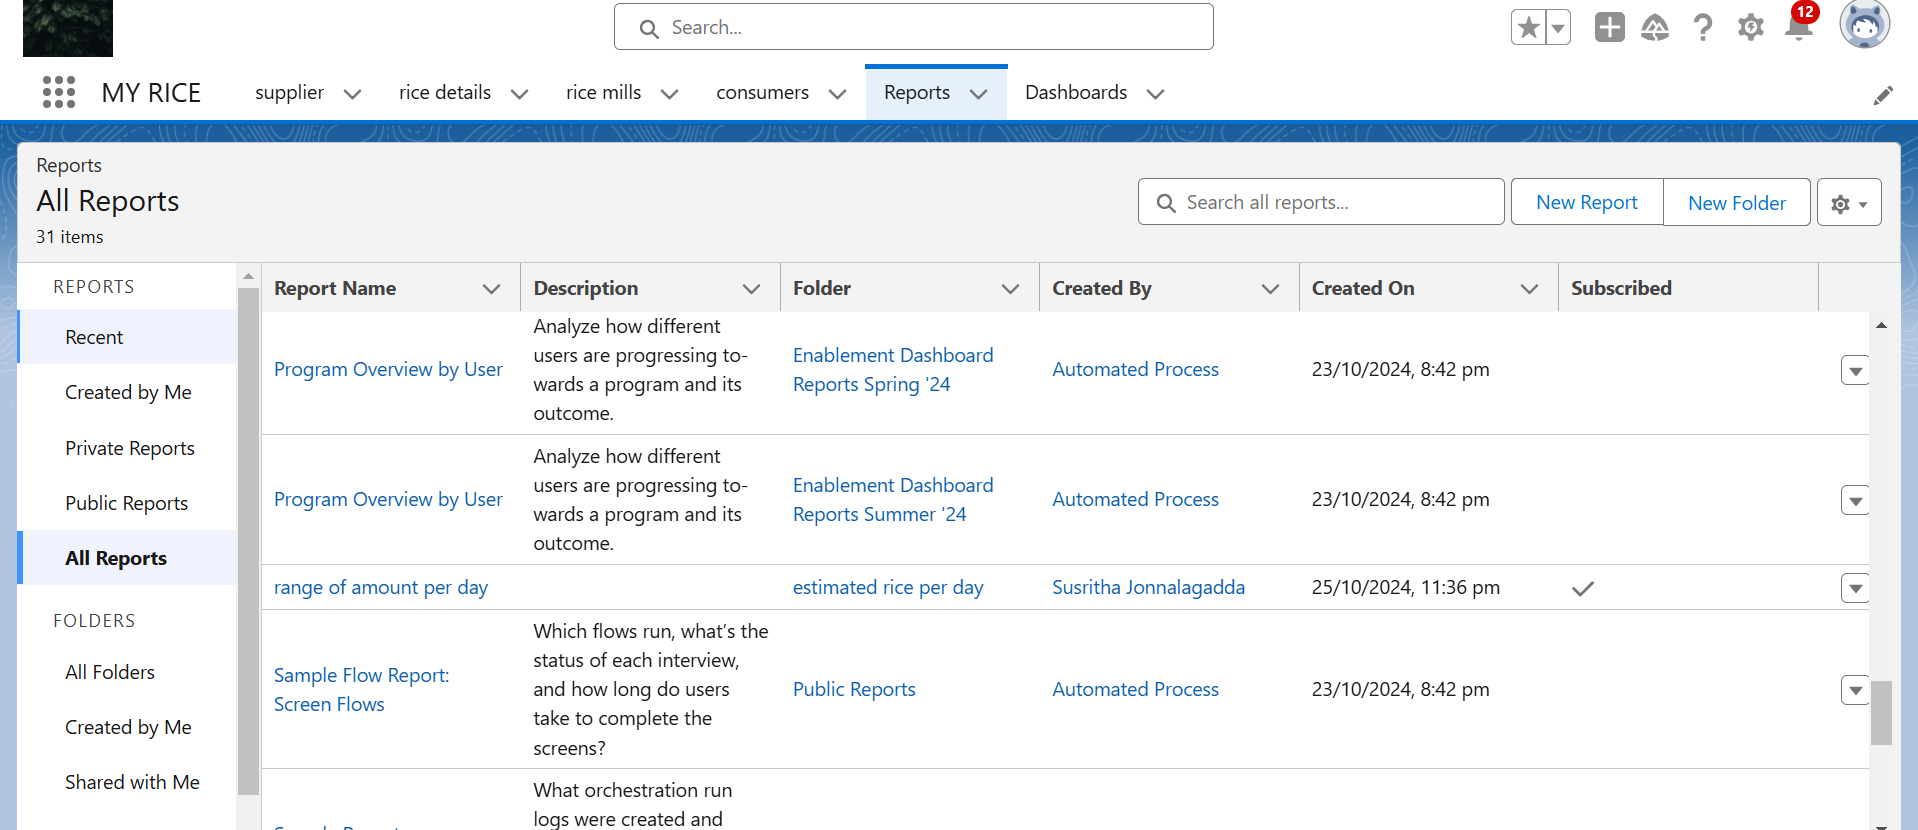 Search...
12
MY RICE
supplier
rice details
rice mills
consumers
Reports
Dashboards
Reports
All Reports
31 items
Search all reports...
New Report
New Folder
REPORTS
Recent
Created by Me
Private Reports
Public Reports
All Reports
FOLDERS
All Folders
Created by Me
Shared with Me
Report Name
Description
Folder
Created By
Created On
Subscribed
Program Overview by User
Analyze how different
users are progressing to-
wards a program and its
outcome.
Enablement Dashboard
Reports Spring '24
Automated Process
23/10/2024, 8:42 pm
Program Overview by User
Analyze how different
users are progressing to-
wards a program and its
outcome.
Enablement Dashboard
Reports Summer '24
Automated Process
23/10/2024, 8:42 pm
range of amount per day
estimated rice per day
Susritha Jonnalagadda
25/10/2024, 11:36 pm
Sample Flow Report:
Screen Flows
Which flows run, what’s the
status of each interview,
and how long do users
take to complete the
screens?
Public Reports
Automated Process
23/10/2024, 8:42 pm
What orchestration run
logs were created and